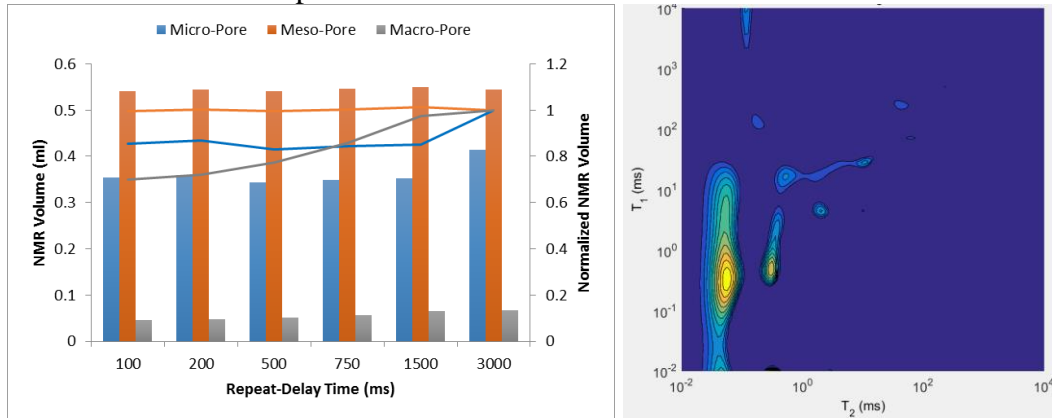 Micro-Pore Meso-Pore Macro-Pore
0.6
0.5
0.4
0.3
0.2
0.1
0
NMR Volume (ml)
1.2
1
0.8
0.6
0.4
0.2
0
Normalized NMR Volume
100 200 500 750 1500 3000
Repeat-Delay Time (ms)
10^4
10^3
10^2
10^1
10^0
10^-1
10^-2
T_1 (ms)
10^-2 10^0 10^2 10^4
T_2 (ms)